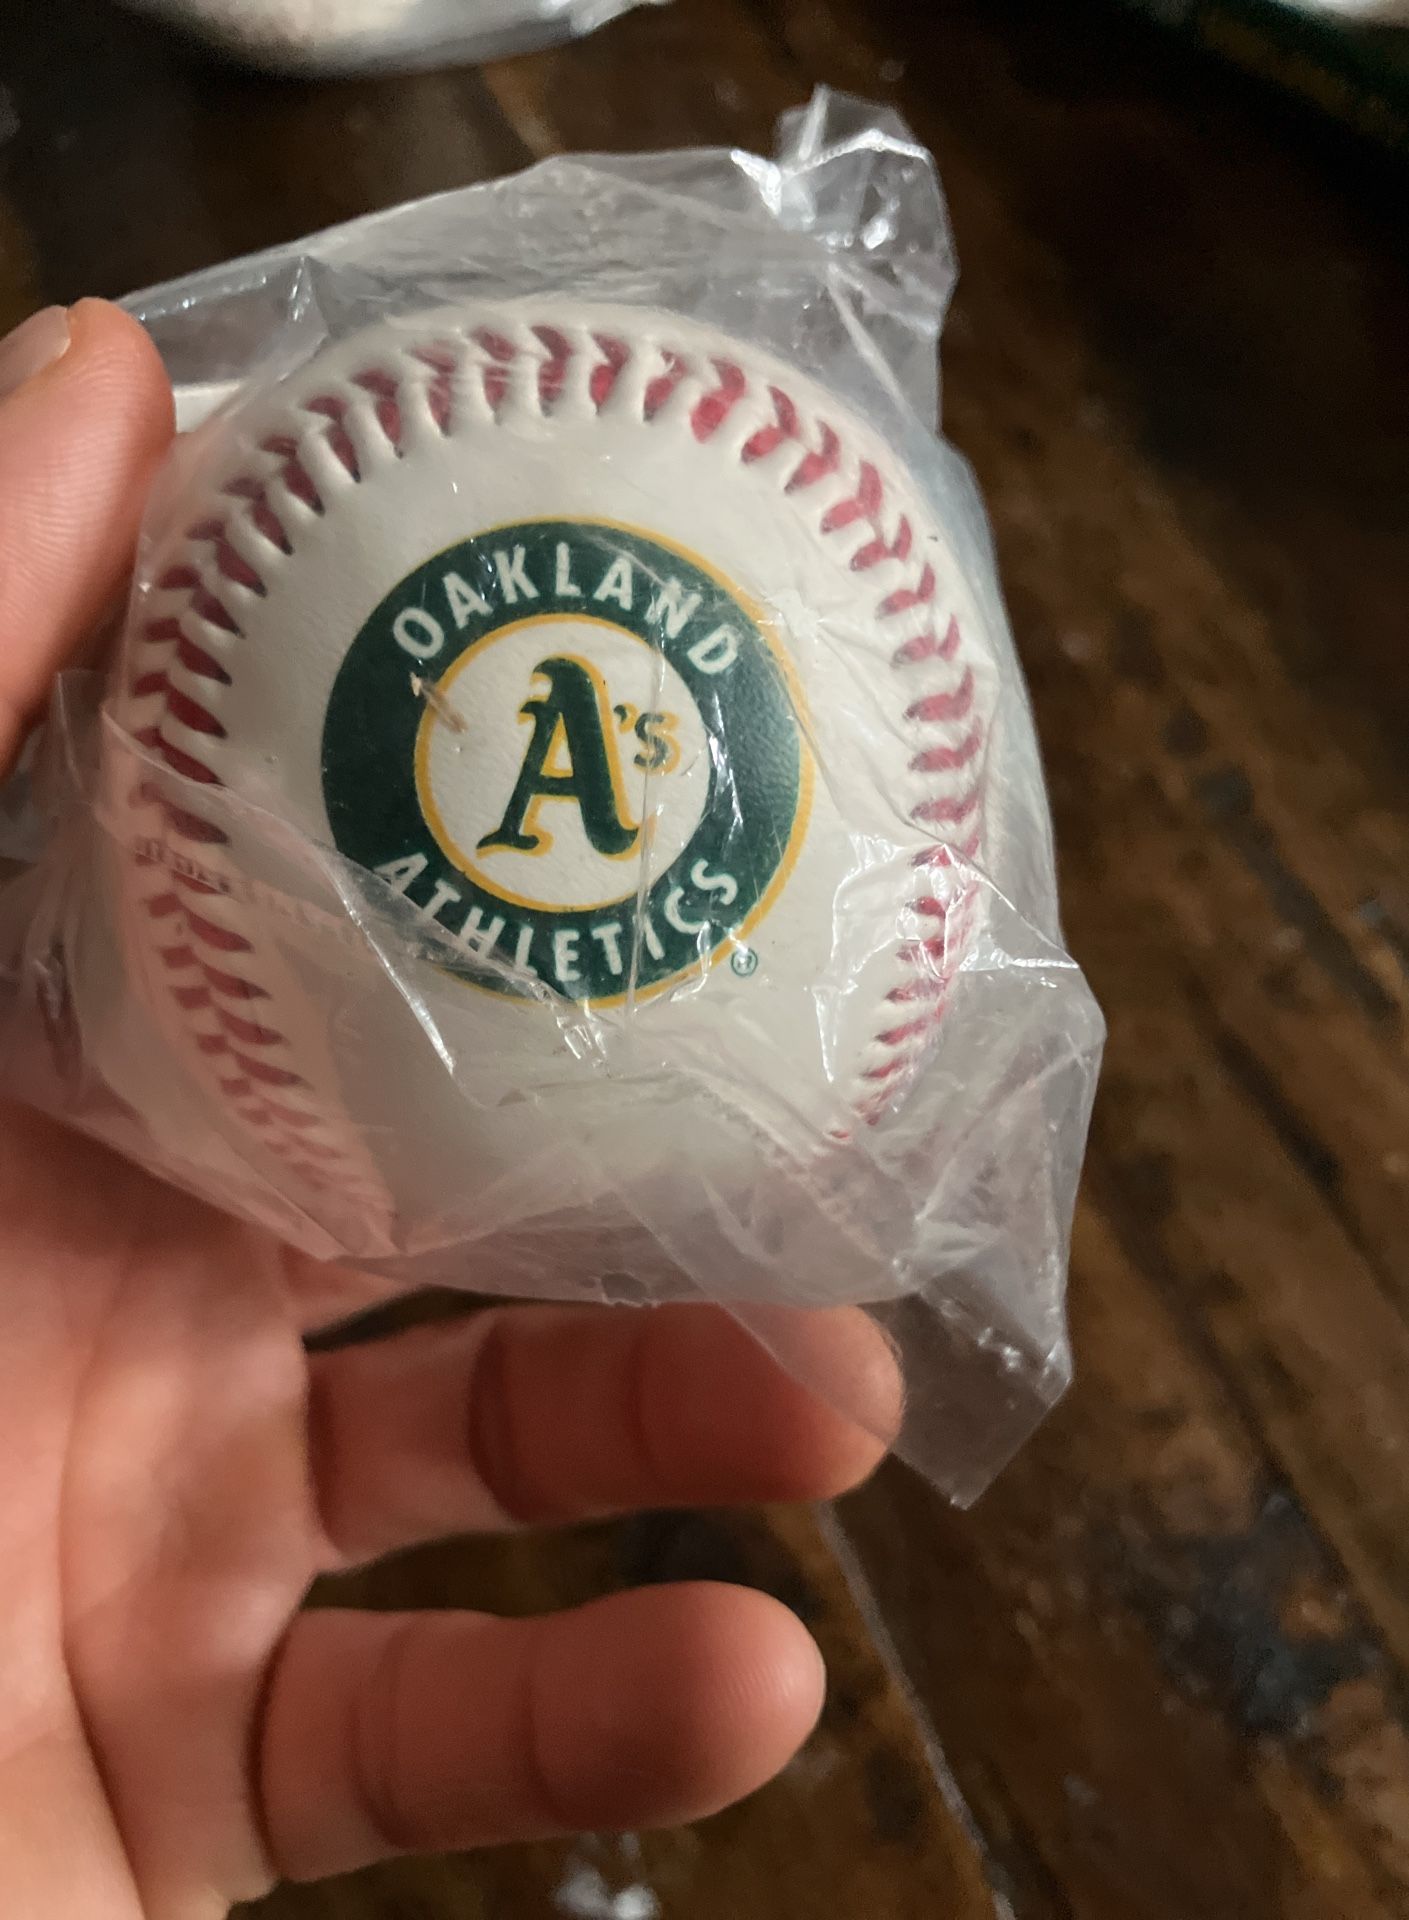 OAKLAND
A's
ATHLETICS
®